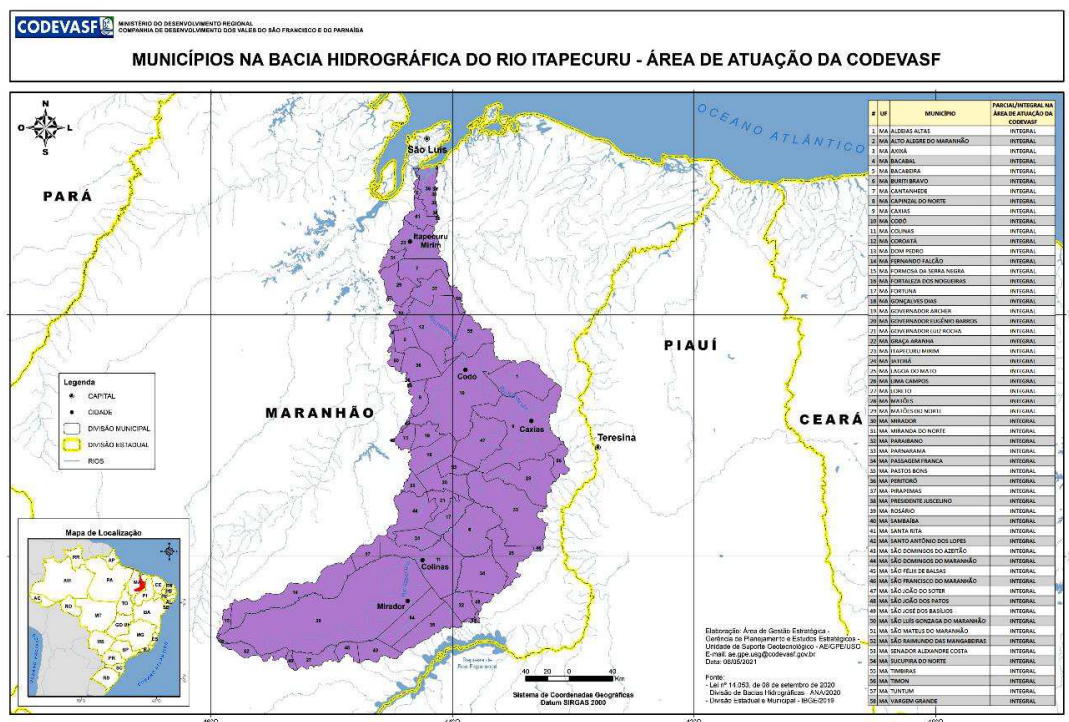 CODEVASF
MINISTÉRIO DO DESENVOLVIMENTO REGIONAL
COMPANHIA DE DESENVOLVIMENTO DOS VALES DO SÃO FRANCISCO E DO PARNAÍBA
MUNICÍPIOS NA BACIA HIDROGRÁFICA DO RIO ITAPECURU - ÁREA DE ATUAÇÃO DA CODEVASF
N
O L
S
PARÁ
São Luís
OCEANO ATLÂNTICO
Itapecuru
Mirim
PIAUÍ
MARANHÃO
CEARÁ
Codó
Caxias
Teresina
Colinas
Mirador
Legenda
CAPITAL
CIDADE
DIVISÃO MUNICIPAL
DIVISÃO ESTADUAL
RIOS
Mapa de Localização
# UF MUNICÍPIO PARCIAL/INTEGRAL NA ÁREA DE ATUAÇÃO DA CODEVASF
1 MA ALDEIAS ALTAS INTEGRAL
2 MA ALTO ALEGRE DO MARANHÃO INTEGRAL
3 MA AXIXÁ INTEGRAL
4 MA BACABAL INTEGRAL
5 MA BACABEIRA INTEGRAL
6 MA BURITI BRAVO INTEGRAL
7 MA CANTANHEDE INTEGRAL
8 MA CAPINZAL DO NORTE INTEGRAL
9 MA CAXIAS INTEGRAL
10 MA CODÓ INTEGRAL
11 MA COLINAS INTEGRAL
12 MA COROATÁ INTEGRAL
13 MA DOM PEDRO INTEGRAL
14 MA FERNANDO FALCÃO INTEGRAL
15 MA FORMOSA DA SERRA NEGRA INTEGRAL
16 MA FORTALEZA DOS NOGUEIRAS INTEGRAL
17 MA FORTUNA INTEGRAL
18 MA GONÇALVES DIAS INTEGRAL
19 MA GOVERNADOR ARCHER INTEGRAL
20 MA GOVERNADOR EUGÊNIO BARROS INTEGRAL
21 MA GOVERNADOR LUIZ ROCHA INTEGRAL
22 MA GRAÇA ARANHA INTEGRAL
23 MA ITAPECURU MIRIM INTEGRAL
24 MA JATOBÁ INTEGRAL
25 MA LAGOA DO MATO INTEGRAL
26 MA LIMA CAMPOS INTEGRAL
27 MA LORETO INTEGRAL
28 MA MATÕES INTEGRAL
29 MA MATÕES DO NORTE INTEGRAL
30 MA MIRADOR INTEGRAL
31 MA MIRANDA DO NORTE INTEGRAL
32 MA PARAIBANO INTEGRAL
33 MA PARNARAMA INTEGRAL
34 MA PASSAGEM FRANCA INTEGRAL
35 MA PASTOS BONS INTEGRAL
36 MA PERITORÓ INTEGRAL
37 MA PIRAPEMAS INTEGRAL
38 MA PRESIDENTE JUSCELINO INTEGRAL
39 MA ROSÁRIO INTEGRAL
40 MA SAMBAÍBA INTEGRAL
41 MA SANTA RITA INTEGRAL
42 MA SANTO ANTÔNIO DOS LOPES INTEGRAL
43 MA SÃO DOMINGOS DO AZEITÃO INTEGRAL
44 MA SÃO DOMINGOS DO MARANHÃO INTEGRAL
45 MA SÃO FÉLIX DE BALSAS INTEGRAL
46 MA SÃO FRANCISCO DO MARANHÃO INTEGRAL
47 MA SÃO JOÃO DO SOTER INTEGRAL
48 MA SÃO JOÃO DOS PATOS INTEGRAL
49 MA SÃO JOSÉ DOS BASÍLIOS INTEGRAL
50 MA SÃO LUÍS GONZAGA DO MARANHÃO INTEGRAL
51 MA SÃO MATEUS DO MARANHÃO INTEGRAL
52 MA SÃO RAIMUNDO DAS MANGABEIRAS INTEGRAL
53 MA SENADOR ALEXANDRE COSTA INTEGRAL
54 MA SUCUPIRA DO NORTE INTEGRAL
55 MA TIMBIRAS INTEGRAL
56 MA TIMON INTEGRAL
57 MA TUNTUM INTEGRAL
58 MA VARGEM GRANDE INTEGRAL
Elaboração: Área de Gestão Estratégica -
Gerência de Planejamento e Estudos Estratégicos -
Unidade de Suporte Geotecnológico - AE/GPE/USG
E-mail: ae.gpe.usg@codevasf.gov.br
Data: 08/05/2021
Fonte:
- Lei nº 14.053, de 08 de setembro de 2020
- Divisão de Bacias Hidrográficas - ANA/2020
- Divisão Estadual e Municipal - IBGE/2019
40 20 0 40
Km
Sistema de Coordenadas Geográficas
Datum SIRGAS 2000